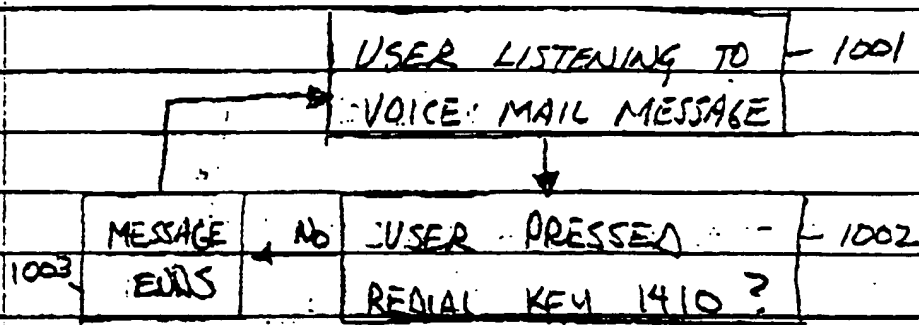 USER LISTENING TO
1001
VOICE MAIL MESSAGE
MESSAGE
ENDS
1003
No
USER PRESSED
REDIAL KEY 1410 ?
1002